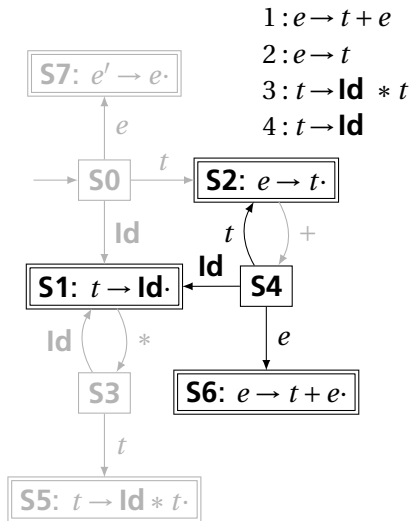 1 : e → t + e
2 : e → t
3 : t → Id * t
4 : t → Id
S7: e′ → e·
e
S0
t
S2: e → t·
Id
t
+
Id
S1: t → Id·
S4
Id
*
e
S3
S6: e → t + e·
t
S5: t → Id * t·